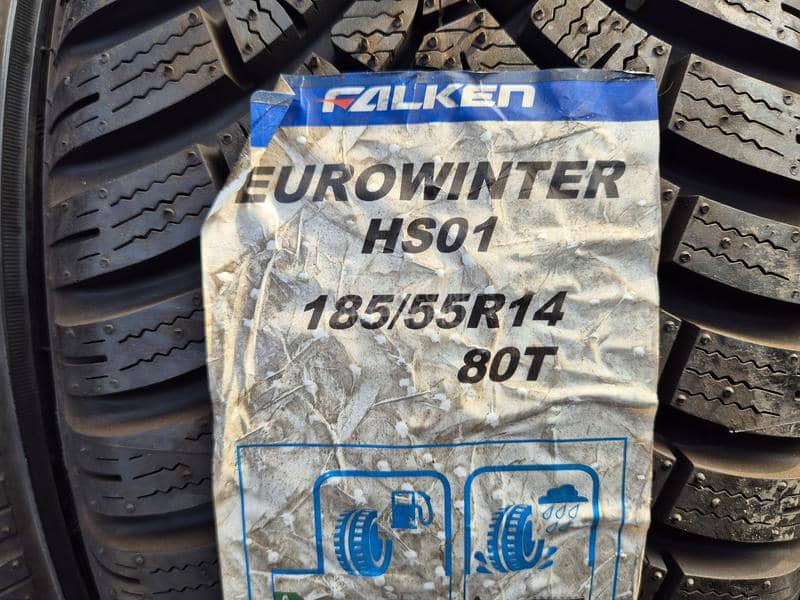 FALKEN
EUROWINTER
HS01
185/55R14
80T
A